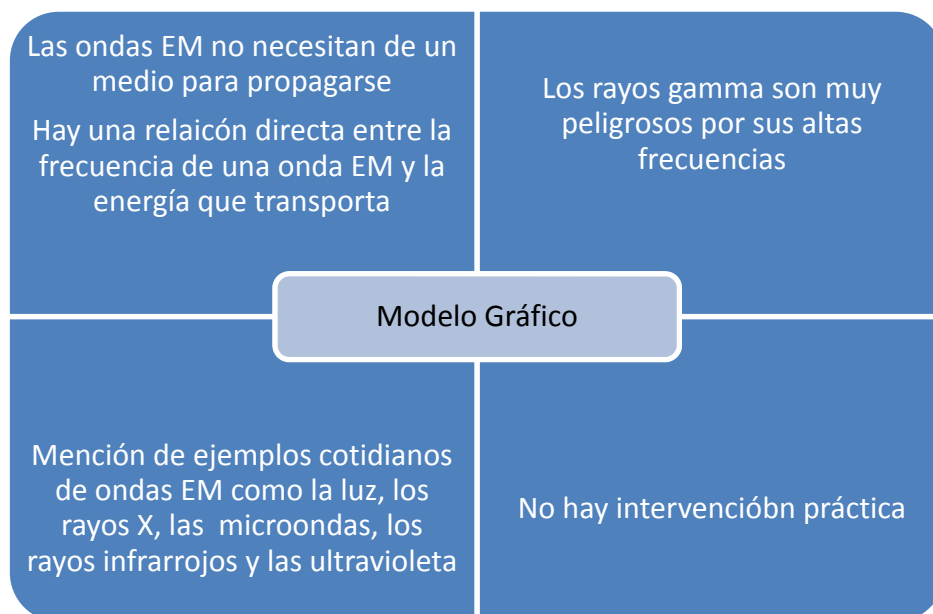 Las ondas EM no necesitan de un
medio para propagarse
Hay una relaicón directa entre la
frecuencia de una onda EM y la
energía que transporta
Los rayos gamma son muy
peligrosos por sus altas
frecuencias
Modelo Gráfico
Mención de ejemplos cotidianos
de ondas EM como la luz, los
rayos X, las microondas, los
rayos infrarrojos y las ultravioleta
No hay intervencióbn práctica